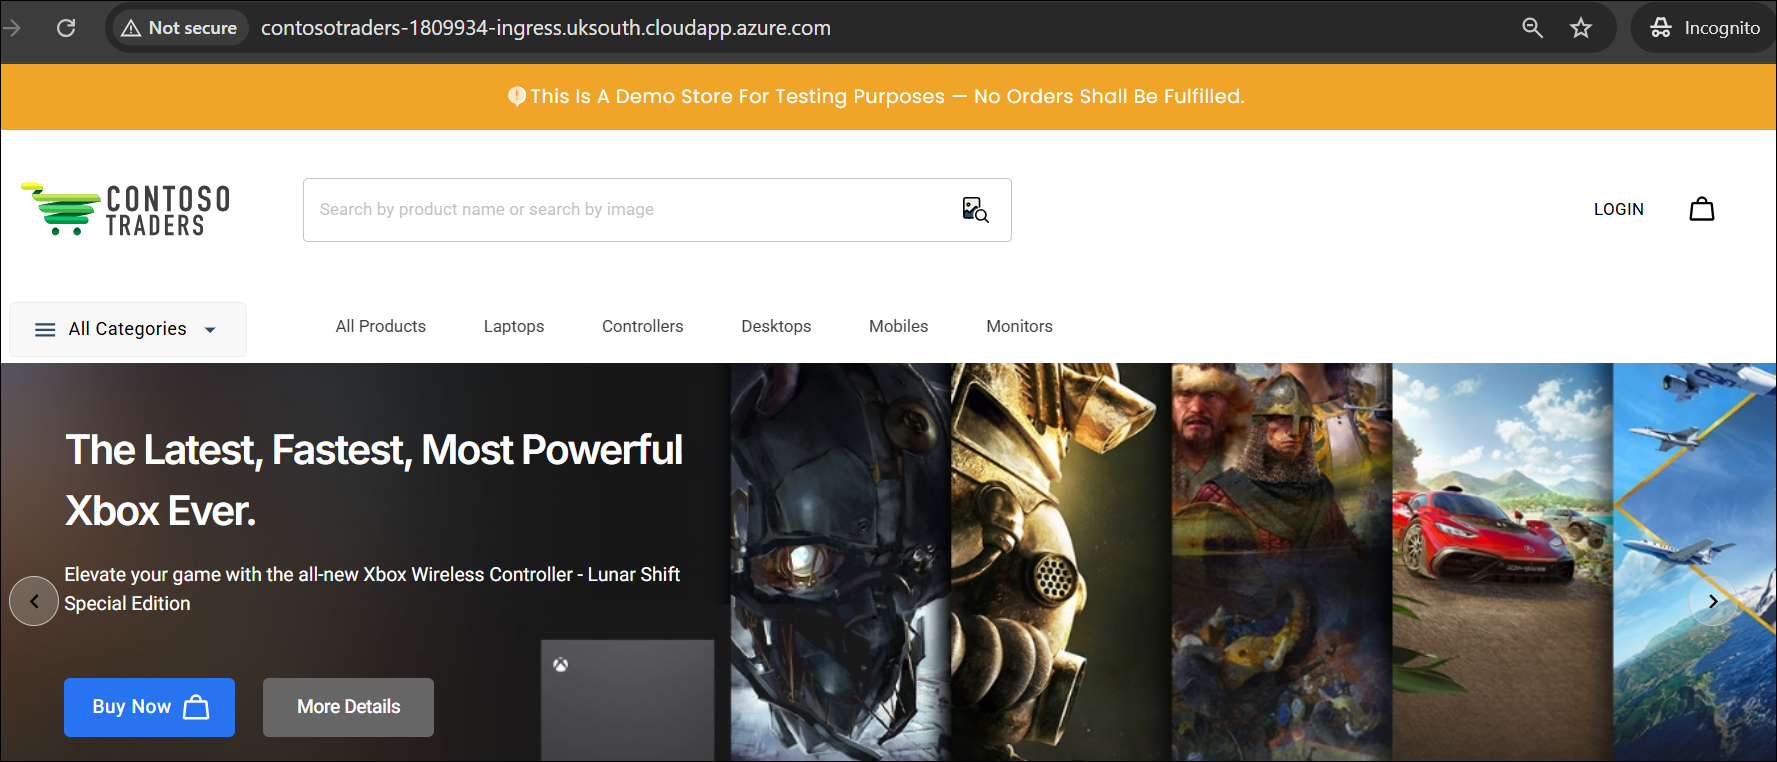 Not secure
contosotraders-1809934-ingress.uksouth.cloudapp.azure.com
Incognito
This Is A Demo Store For Testing Purposes — No Orders Shall Be Fulfilled.
CONTOSO
TRADERS
Search by product name or search by image
LOGIN
All Categories
All Products
Laptops
Controllers
Desktops
Mobiles
Monitors
The Latest, Fastest, Most Powerful
Xbox Ever.
Elevate your game with the all-new Xbox Wireless Controller - Lunar Shift
Special Edition
Buy Now
More Details